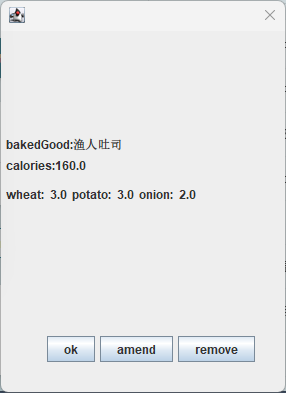 bakedGood:渔人吐司
calories:160.0
wheat: 3.0 potato: 3.0 onion: 2.0
ok amend remove